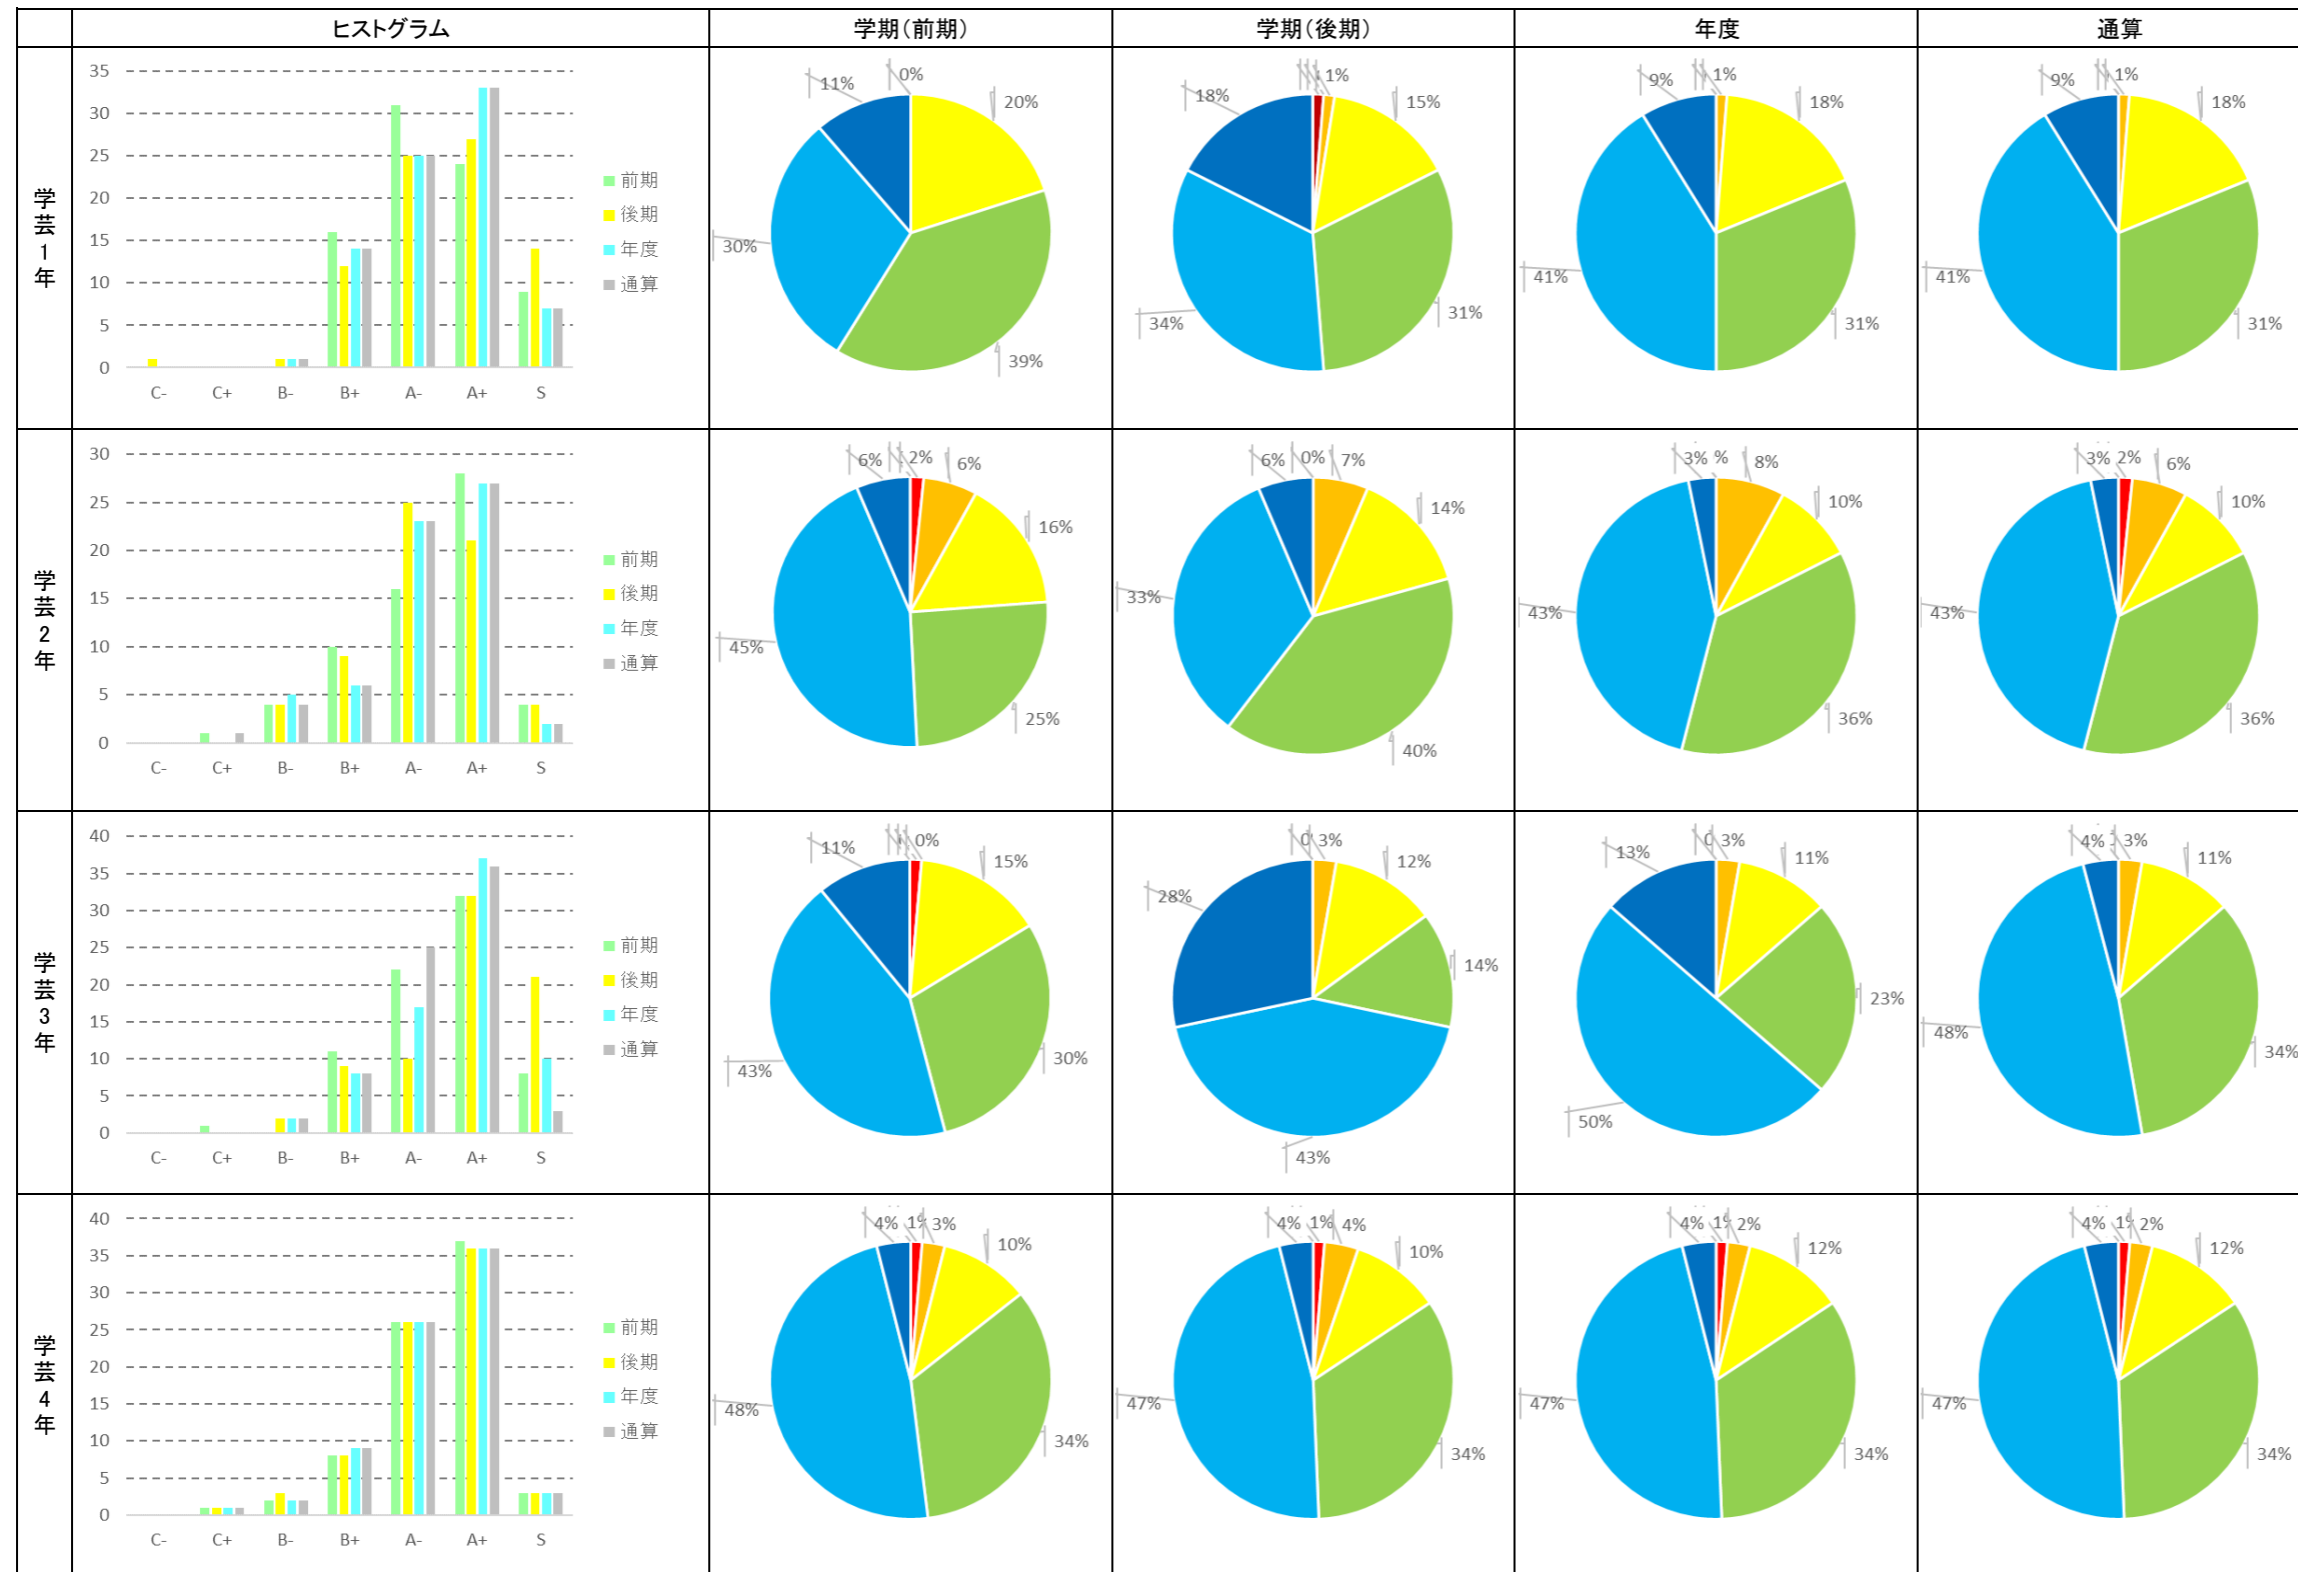 ヒストグラム 学期(前期) 学期(後期) 年度 通算
学芸1年
35
30
25
20
15
10
5
0
C- C+ B- B+ A- A+ S
前期
後期
年度
通算
11% 0% 20% 30% 39%
18% 1% 15% 34% 31%
9% 1% 18% 41% 31%
9% 1% 18% 41% 31%
学芸2年
30
25
20
15
10
5
0
C- C+ B- B+ A- A+ S
前期
後期
年度
通算
6% 2% 6% 16% 45% 25%
6% 0% 7% 14% 33% 40%
3% % 8% 10% 43% 36%
3% 2% 6% 10% 43% 36%
学芸3年
40
35
30
25
20
15
10
5
0
C- C+ B- B+ A- A+ S
前期
後期
年度
通算
11% 0% 15% 43% 30%
28% 3% 12% 14% 43%
13% 3% 11% 23% 50%
4% 3% 11% 48% 34%
学芸4年
40
35
30
25
20
15
10
5
0
C- C+ B- B+ A- A+ S
前期
後期
年度
通算
4% 1% 3% 10% 48% 34%
4% 1% 4% 10% 47% 34%
4% 1% 2% 12% 47% 34%
4% 1% 2% 12% 47% 34%